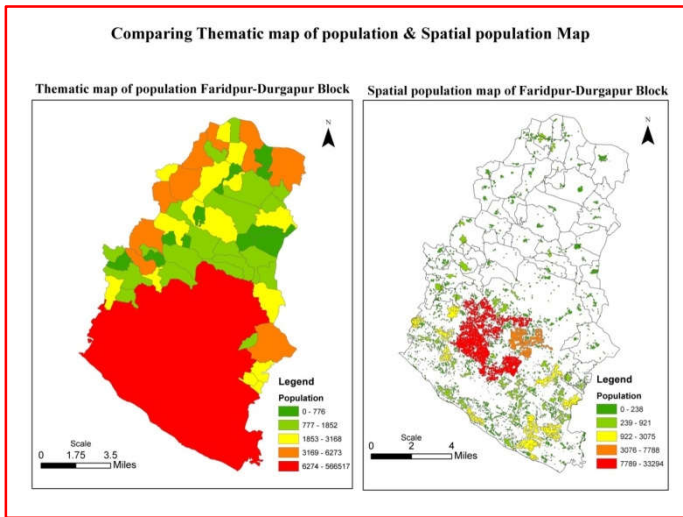 Comparing Thematic map of population & Spatial population Map
Thematic map of population Faridpur-Durgapur Block
N
Legend
Population
0 - 776
777 - 1852
1853 - 3168
3169 - 6273
6274 - 566517
Scale
0 1.75 3.5
Miles
Spatial population map of Faridpur-Durgapur Block
N
Legend
Population
0 - 238
239 - 921
922 - 3075
3076 - 7788
7789 - 33294
Scale
0 2 4
Miles